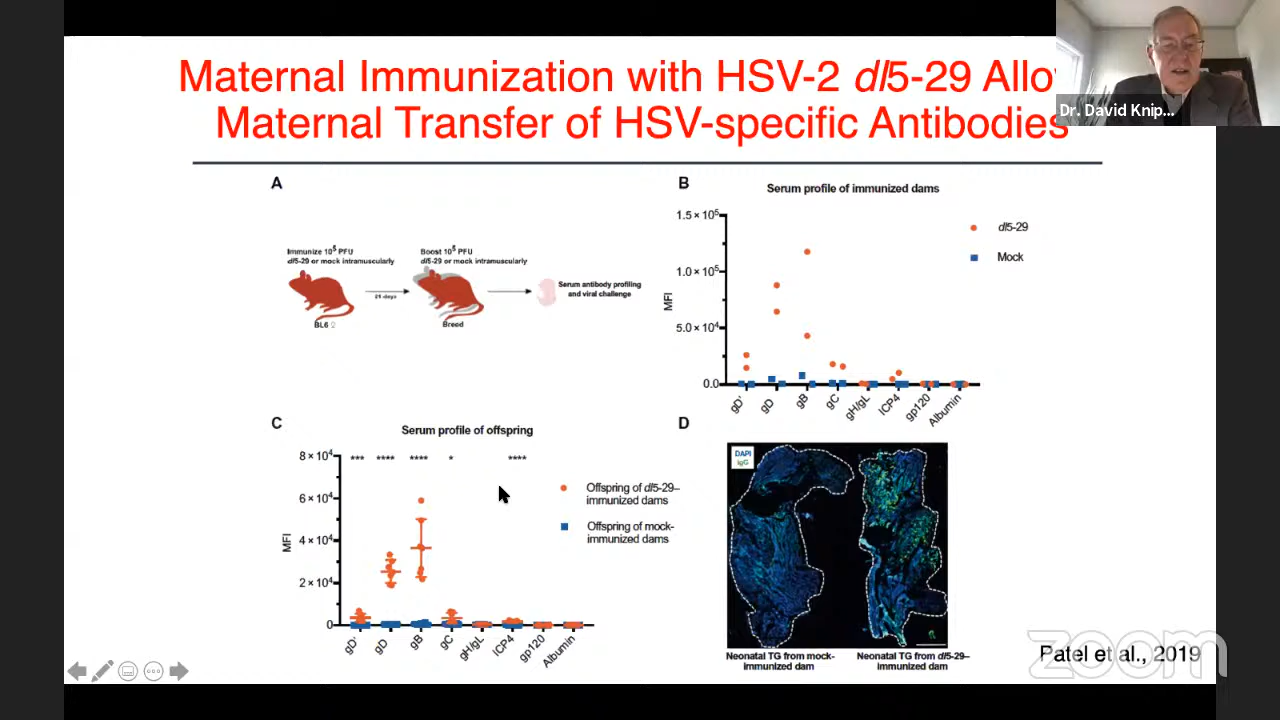 Maternal Immunization with HSV-2 dl5-29 Allo
Maternal Transfer of HSV-specific Antibodies
Dr. David Knip...
A
Immunize 10⁵ PFU
dl5-29 or mock intramuscularly
BL6 ♀
21 days
Boost 10⁵ PFU
dl5-29 or mock intramuscularly
Breed
Serum antibody profiling
and viral challenge
B
Serum profile of immunized dams
MFI
1.5 × 10⁵
1.0 × 10⁵
5.0 × 10⁴
0.0
gD'
gD
gB
gC
gH/gL
ICP4
gp120
Albumin
dl5-29
Mock
C
Serum profile of offspring
MFI
8 × 10⁴
6 × 10⁴
4 × 10⁴
2 × 10⁴
0
*** **** **** * ****
gD'
gD
gB
gC
gH/gL
ICP4
gp120
Albumin
Offspring of dl5-29–
immunized dams
Offspring of mock-
immunized dams
D
DAPI
IgG
Neonatal TG from mock-
immunized dam
Neonatal TG from dl5-29–
immunized dam
Patel et al., 2019
zoom